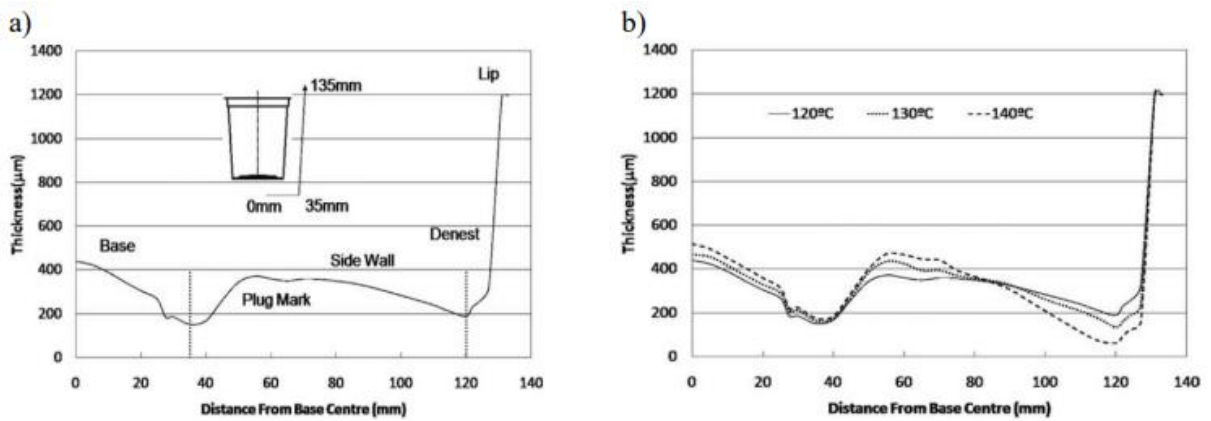 a)
1400
1200
1000
800
600
400
200
0
Thickness(μm)
Lip
135mm
0mm
35mm
Base
Denest
Side Wall
Plug Mark
0 20 40 60 80 100 120 140
Distance From Base Centre (mm)
b)
1400
1200
1000
800
600
400
200
0
Thickness(μm)
120ºC 130ºC 140ºC
0 20 40 60 80 100 120 140
Distance From Base Centre (mm)